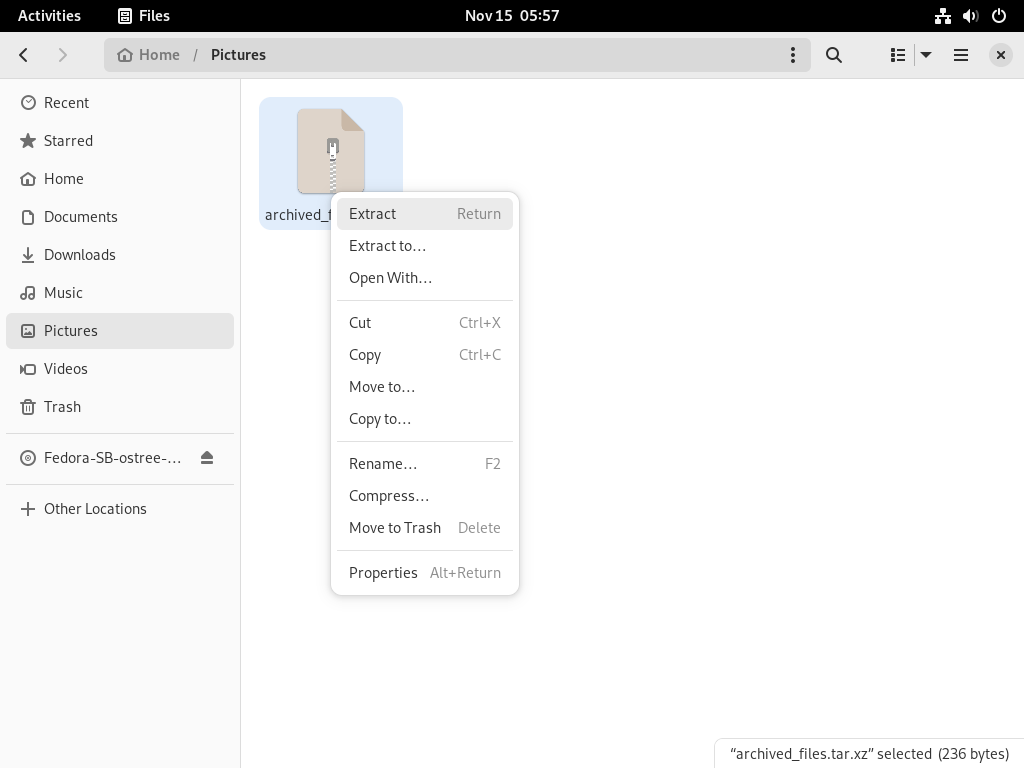 Activities Files Nov 15 05:57
Home / Pictures
Recent
Starred
Home
Documents
Downloads
Music
Pictures
Videos
Trash
Fedora-SB-ostree-…
Other Locations
archived_f
Extract Return
Extract to…
Open With…
Cut Ctrl+X
Copy Ctrl+C
Move to…
Copy to…
Rename… F2
Compress…
Move to Trash Delete
Properties Alt+Return
“archived_files.tar.xz” selected (236 bytes)